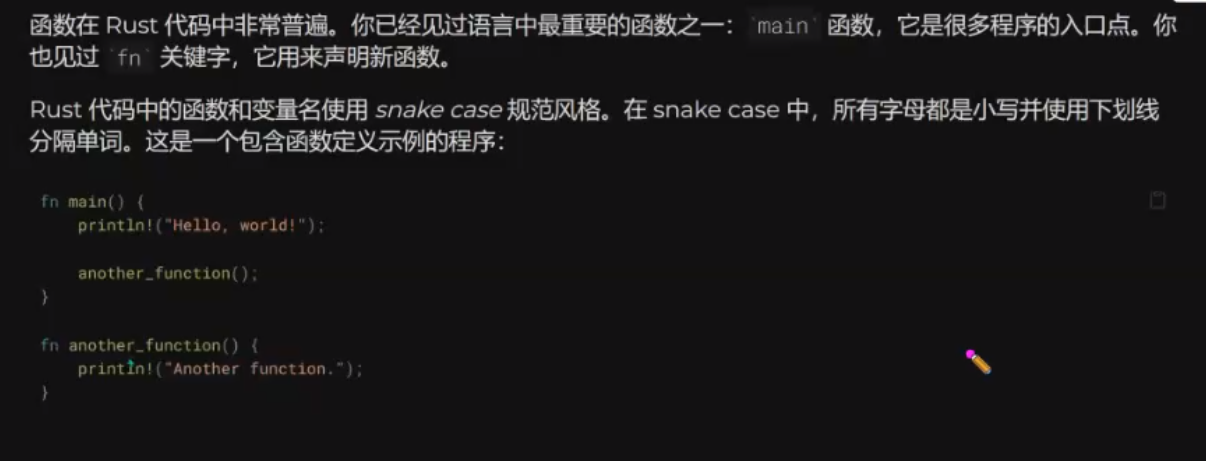 函数在 Rust 代码中非常普遍。你已经见过语言中最重要的函数之一：`main` 函数，它是很多程序的入口点。你
也见过 `fn` 关键字，它用来声明新函数。
Rust 代码中的函数和变量名使用 snake case 规范风格。在 snake case 中，所有字母都是小写并使用下划线
分隔单词。这是一个包含函数定义示例的程序：
fn main() {
    println!("Hello, world!");
    another_function();
}
fn another_function() {
    println!("Another function.");
}